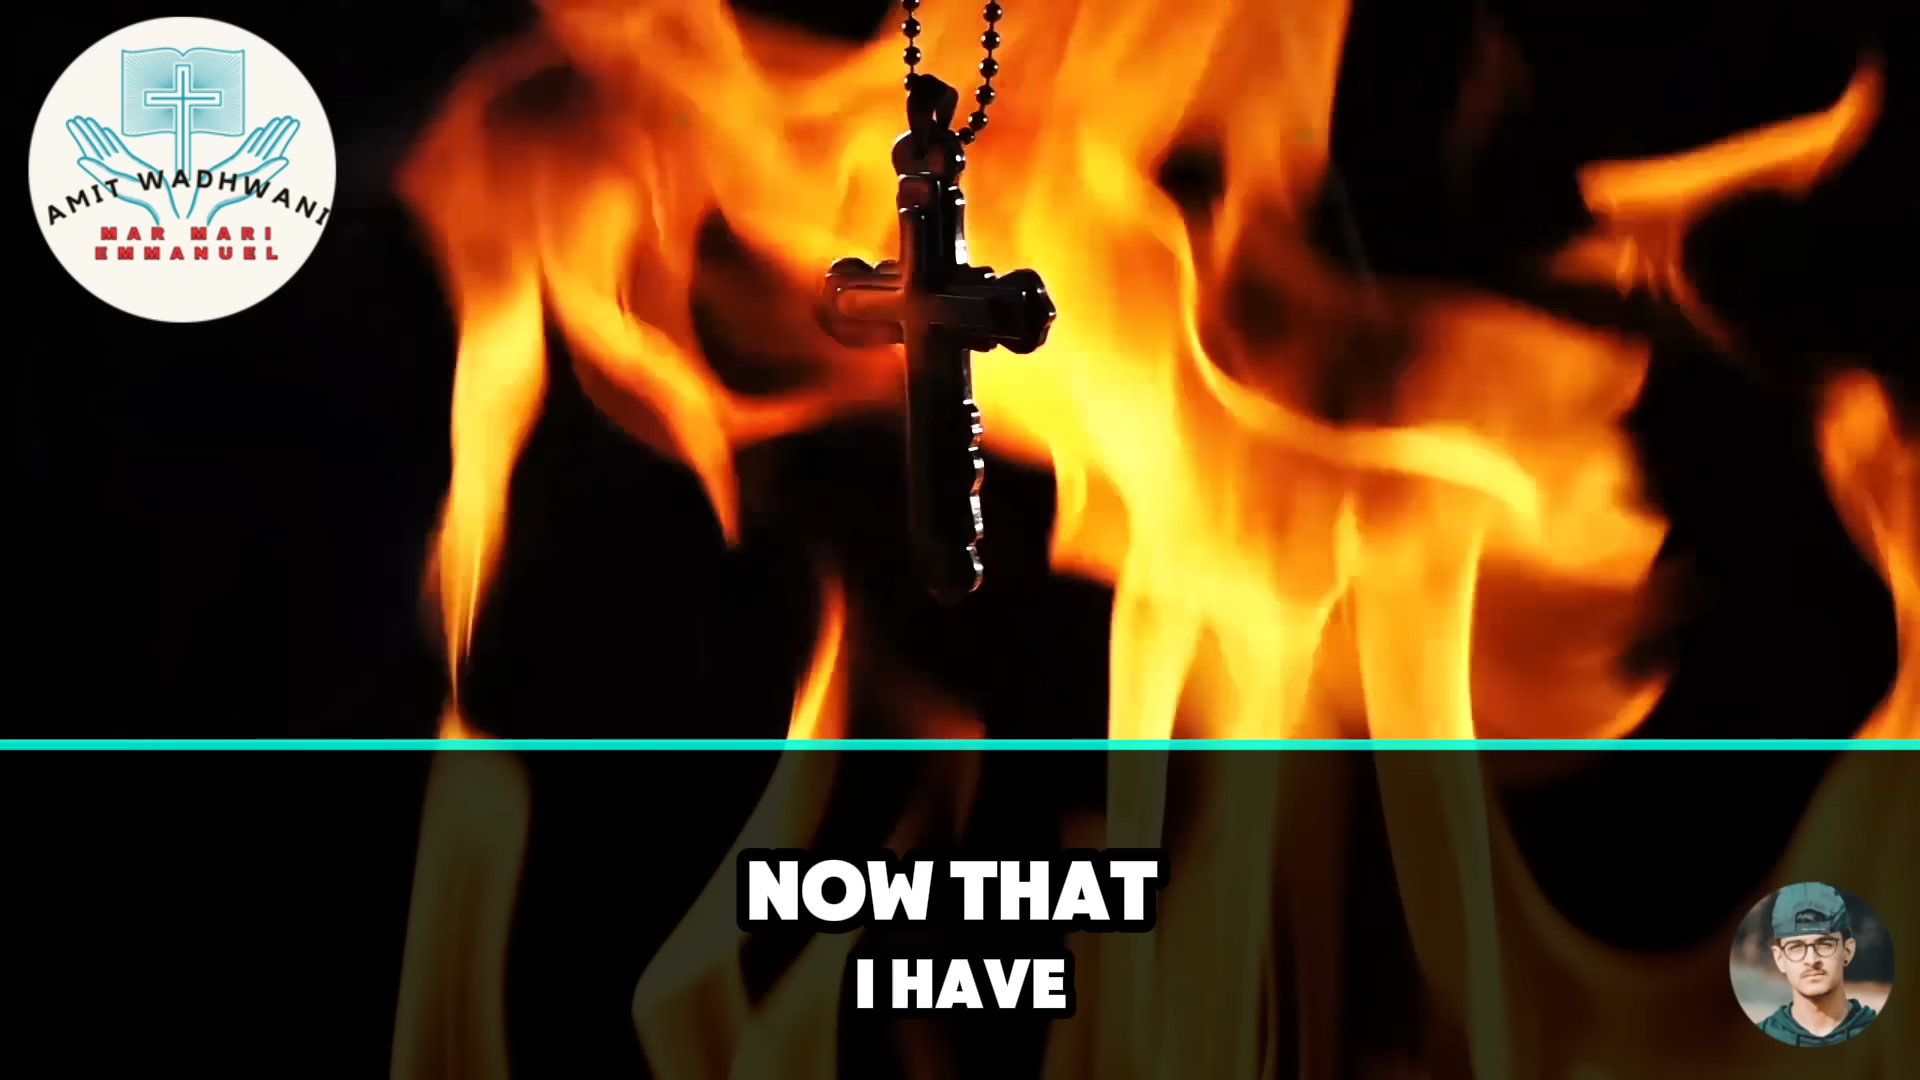 AMIT WADHWANI
MAR MARI
EMMANUEL
NOW THAT
I HAVE